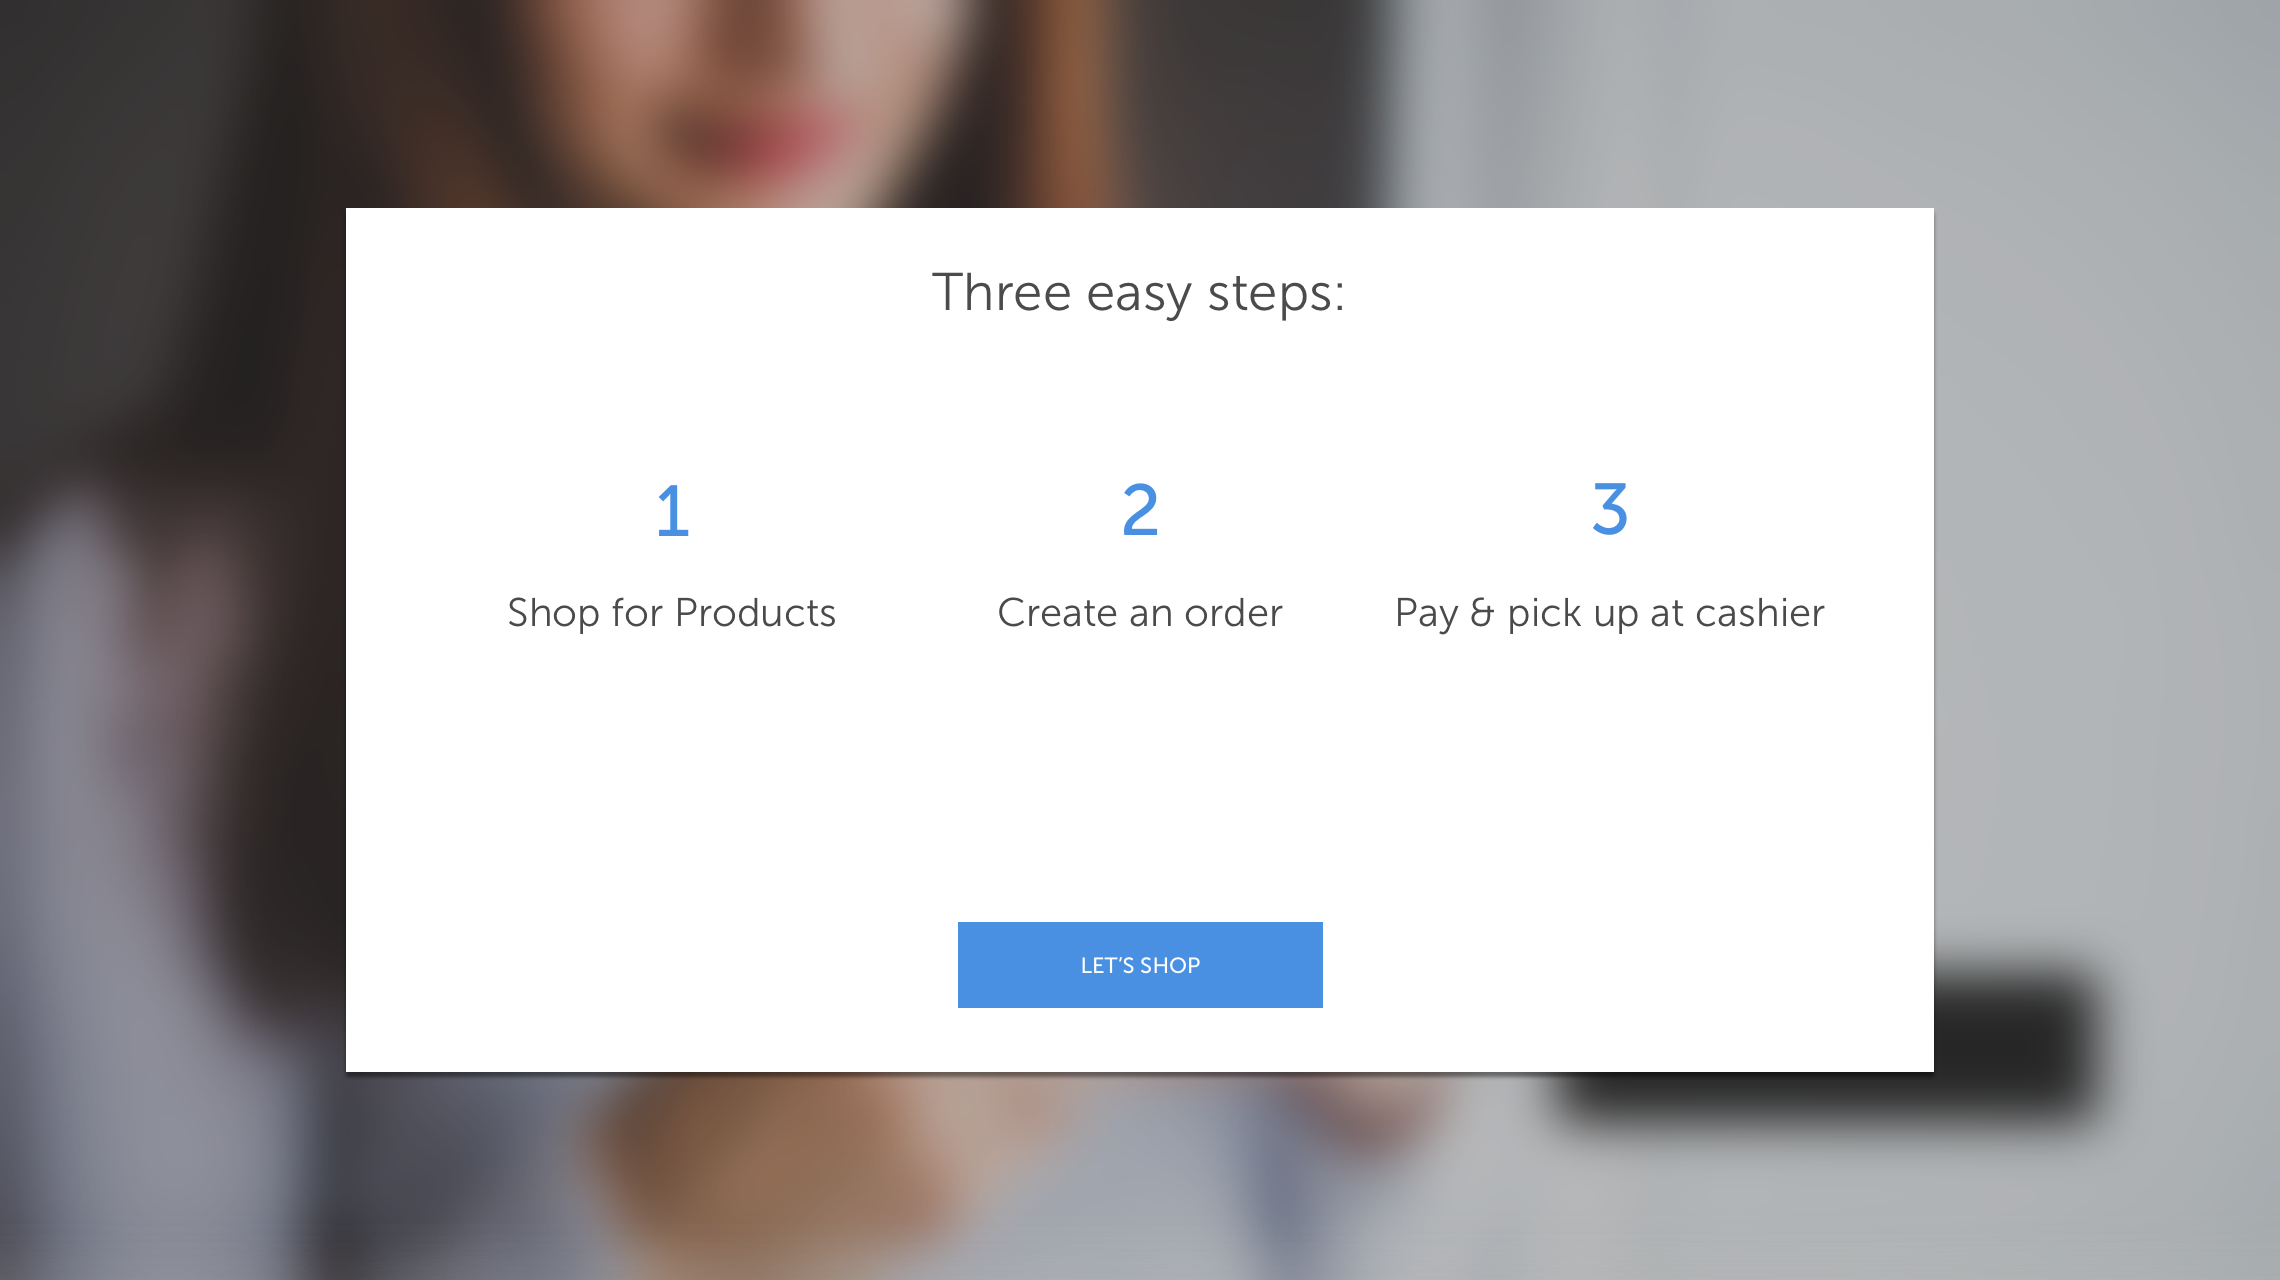 Three easy steps:
1
Shop for Products
2
Create an order
3
Pay & pick up at cashier
LET'S SHOP